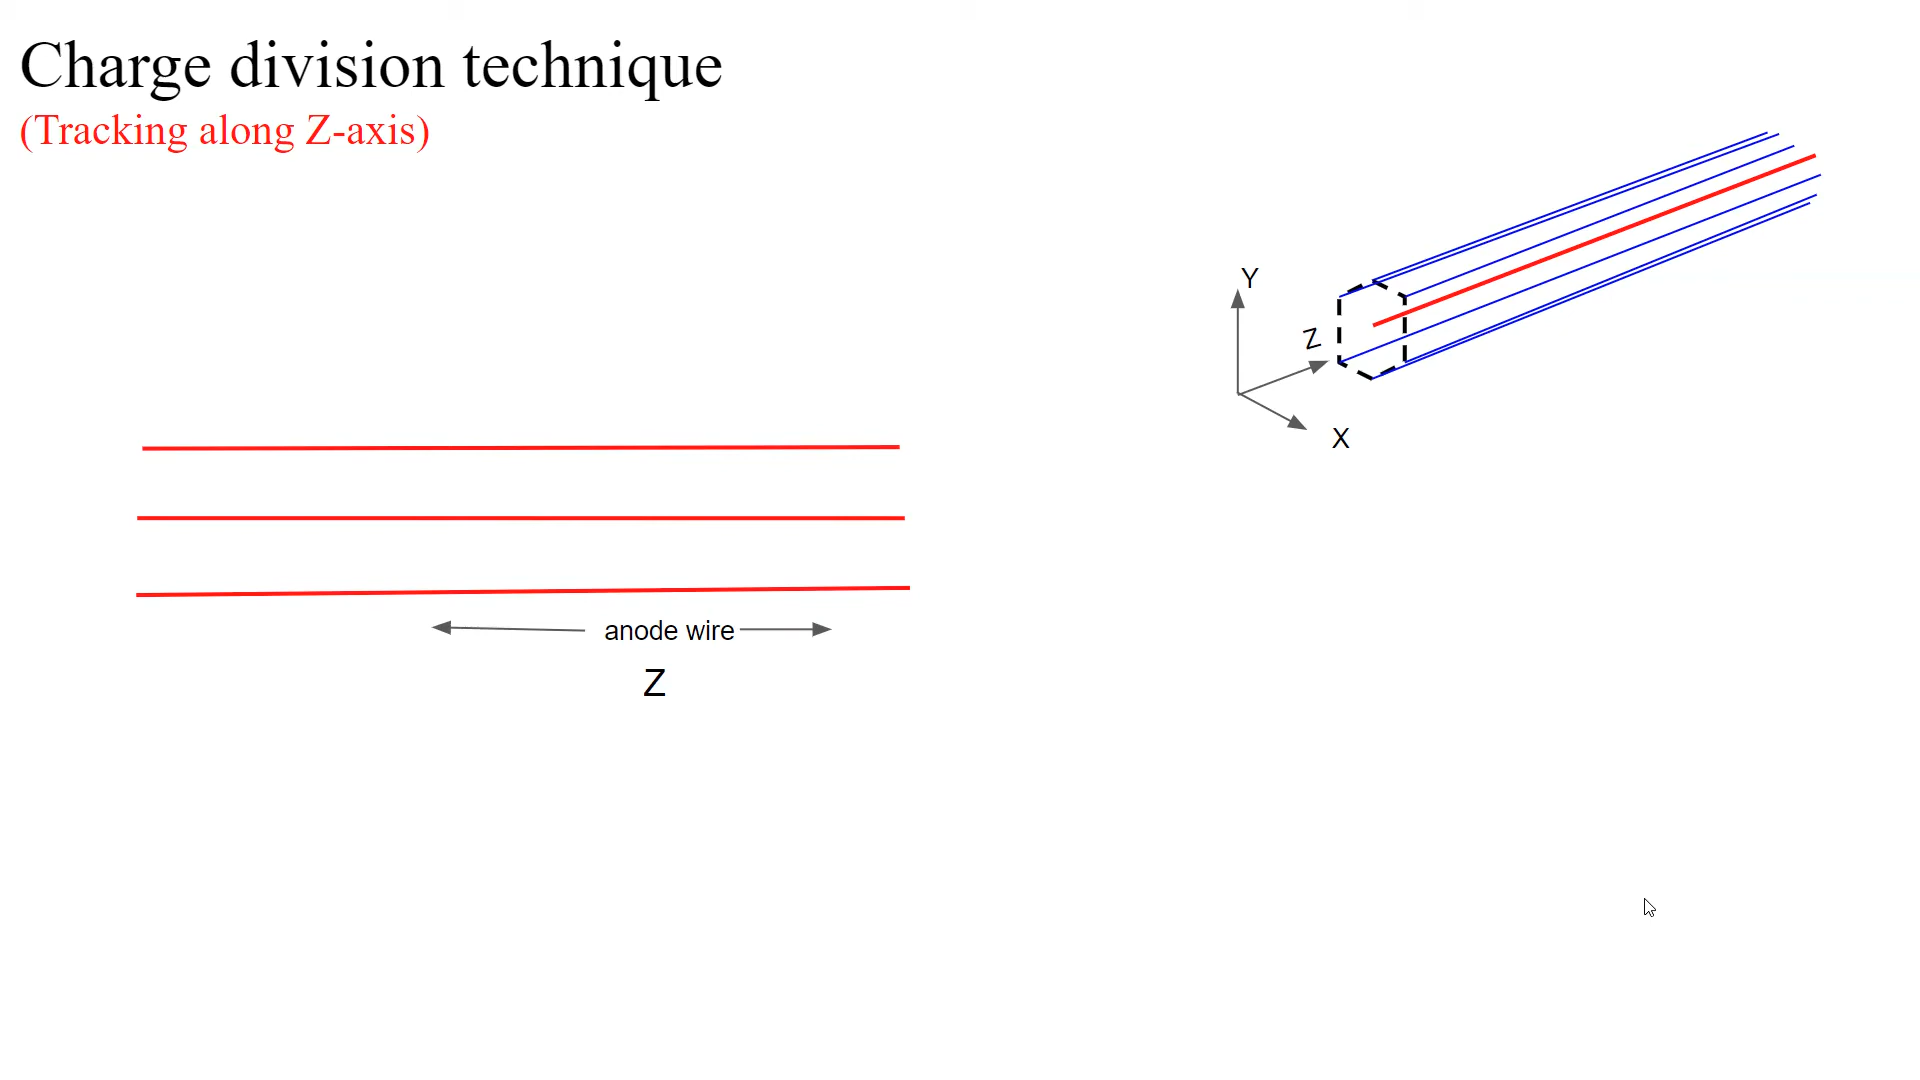 Charge division technique
(Tracking along Z-axis)
Y
Z
X
anode wire
Z